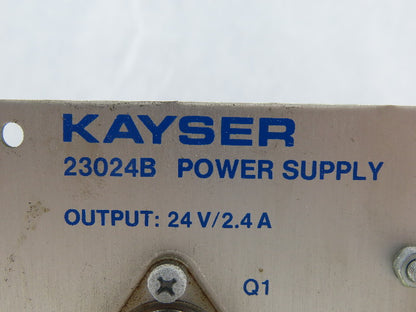 KAYSER
23024B POWER SUPPLY
OUTPUT: 24 V/2.4 A
Q1